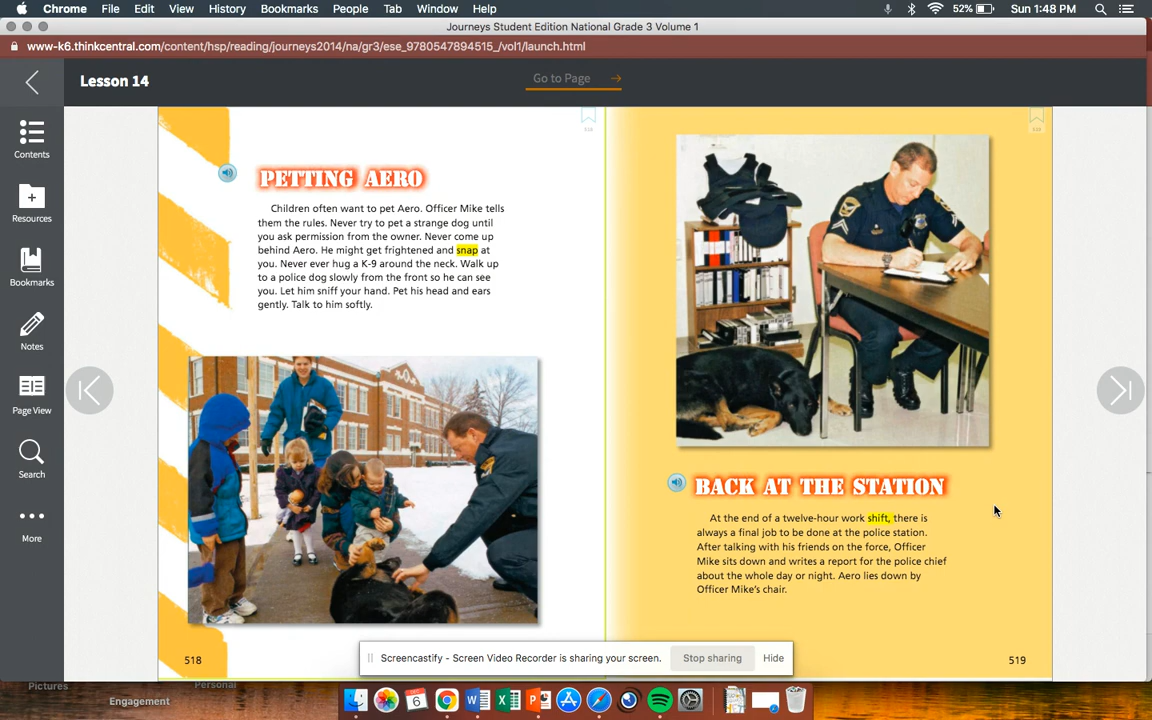 Chrome File Edit View History Bookmarks People Tab Window Help 52% Sun 1:48 PM
Journeys Student Edition National Grade 3 Volume 1
www-k6.thinkcentral.com/content/hsp/reading/journeys2014/na/gr3/ese_9780547894515_/vol1/launch.html
Lesson 14
Go to Page
Contents
Resources
Bookmarks
Notes
Page View
Search
More
518
PETTING AERO
Children often want to pet Aero. Officer Mike tells
them the rules. Never try to pet a strange dog until
you ask permission from the owner. Never come up
behind Aero. He might get frightened and snap at
you. Never ever hug a K-9 around the neck. Walk up
to a police dog slowly from the front so he can see
you. Let him sniff your hand. Pet his head and ears
gently. Talk to him softly.
518
519
BACK AT THE STATION
At the end of a twelve-hour work shift, there is
always a final job to be done at the police station.
After talking with his friends on the force, Officer
Mike sits down and writes a report for the police chief
about the whole day or night. Aero lies down by
Officer Mike's chair.
519
Screencastify - Screen Video Recorder is sharing your screen.
Stop sharing
Hide
Pictures
Personal
Engagement
6